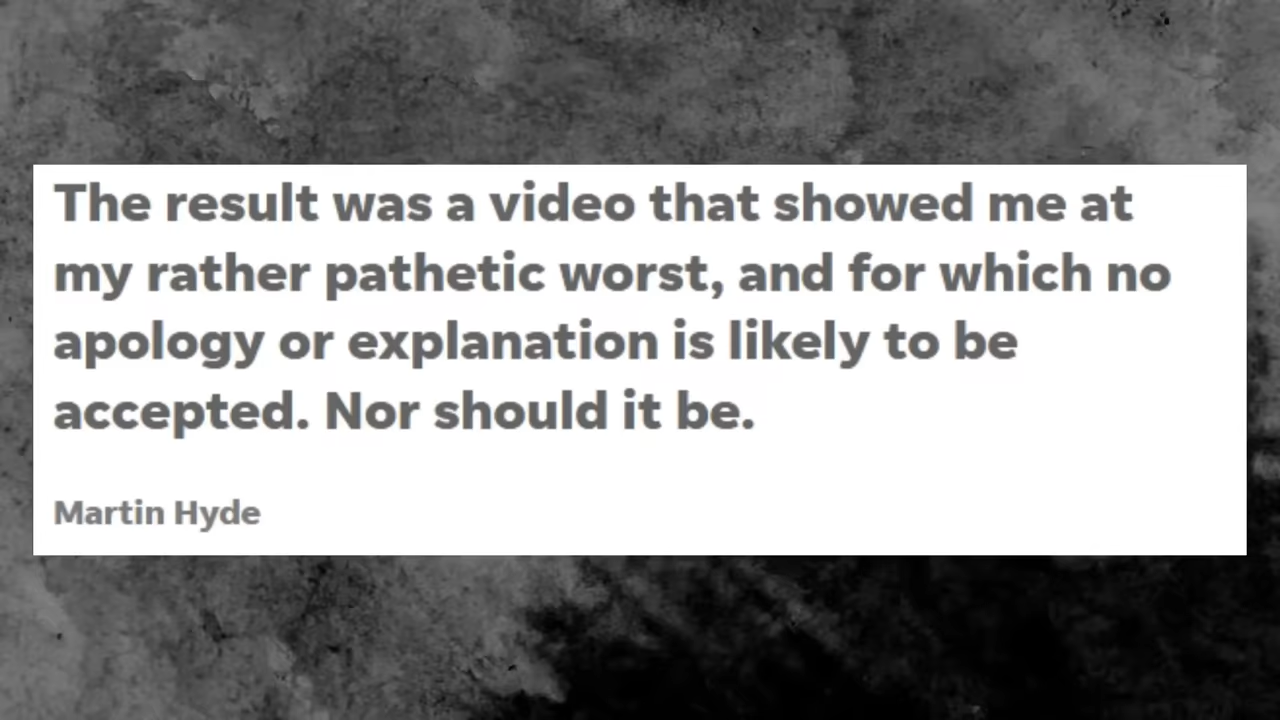 The result was a video that showed me at
my rather pathetic worst, and for which no
apology or explanation is likely to be
accepted. Nor should it be.
Martin Hyde